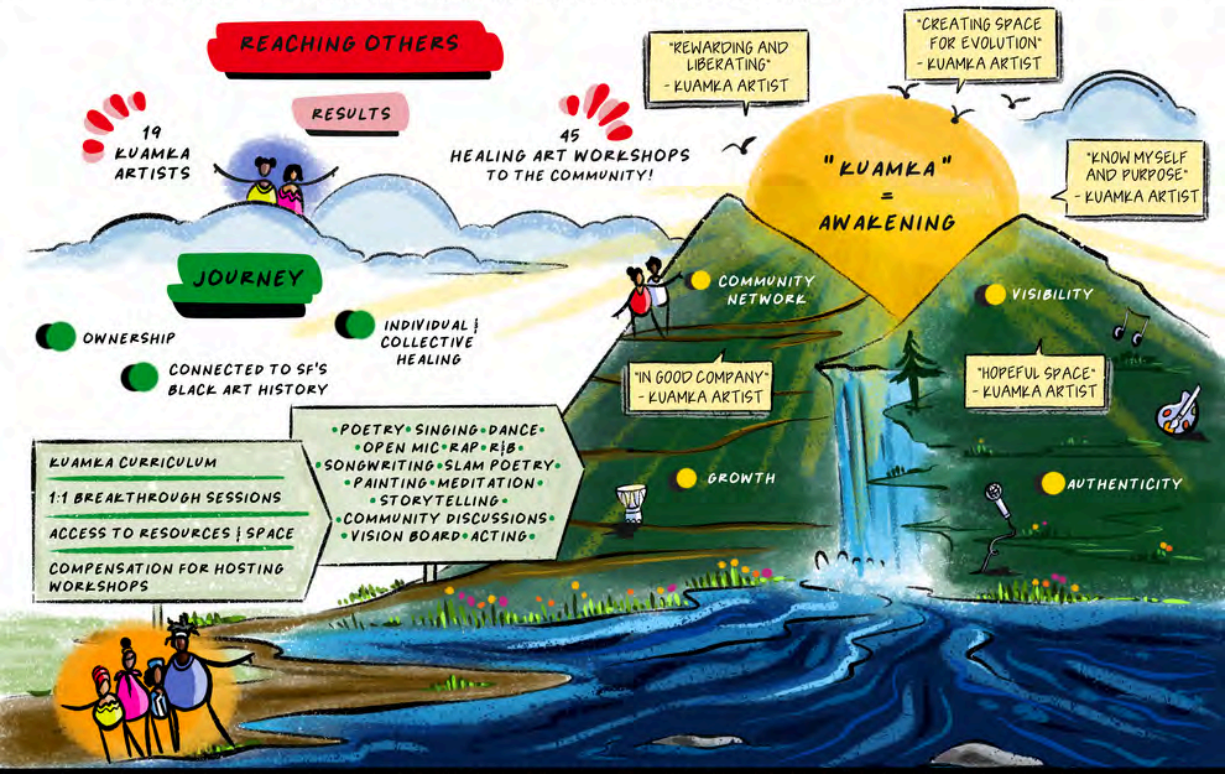 REACHING OTHERS
RESULTS
19
KUAMKA
ARTISTS
45
HEALING ART WORKSHOPS
TO THE COMMUNITY!
"REWARDING AND
LIBERATING"
- KUAMKA ARTIST
"CREATING SPACE
FOR EVOLUTION"
- KUAMKA ARTIST
"KNOW MYSELF
AND PURPOSE"
- KUAMKA ARTIST
"KUAMKA"
=
AWAKENING
JOURNEY
OWNERSHIP
INDIVIDUAL &
COLLECTIVE
HEALING
CONNECTED TO SF'S
BLACK ART HISTORY
COMMUNITY
NETWORK
VISIBILITY
"IN GOOD COMPANY"
- KUAMKA ARTIST
"HOPEFUL SPACE"
- KUAMKA ARTIST
GROWTH
AUTHENTICITY
KUAMKA CURRICULUM
1:1 BREAKTHROUGH SESSIONS
ACCESS TO RESOURCES & SPACE
COMPENSATION FOR HOSTING
WORKSHOPS
•POETRY•SINGING•DANCE•
•OPEN MIC•RAP•R&B•
•SONGWRITING•SLAM POETRY•
•PAINTING•MEDITATION•
STORYTELLING•
•COMMUNITY DISCUSSIONS•
•VISION BOARD•ACTING•